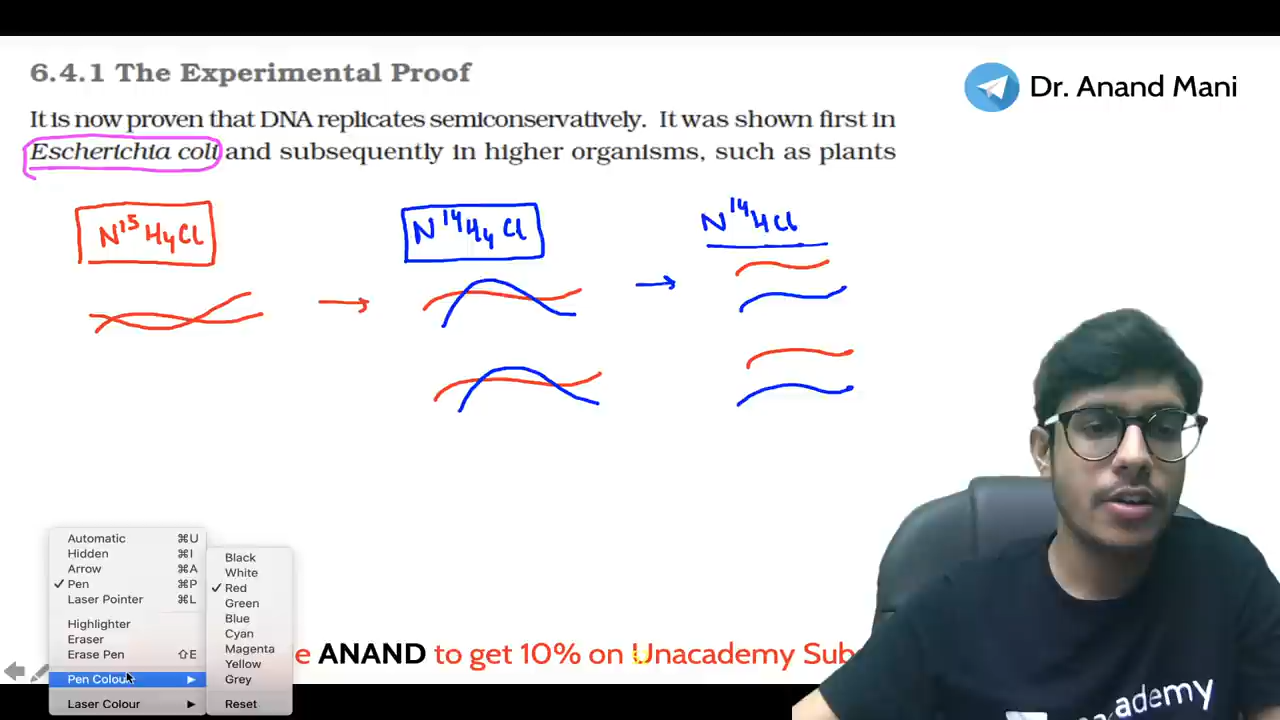 6.4.1 The Experimental Proof
Dr. Anand Mani
It is now proven that DNA replicates semiconservatively. It was shown first in
Escherichia coli and subsequently in higher organisms, such as plants
N¹⁵H₄Cl
N¹⁴H₄Cl
N¹⁴HCl
Automatic ⌘U
Hidden ⌘I
Arrow ⌘A
✓ Pen ⌘P
Laser Pointer ⌘L
Highlighter
Eraser
Erase Pen ⇧E
Pen Colour
Laser Colour
Black
White
✓ Red
Green
Blue
Cyan
Magenta
Yellow
Grey
Reset
e ANAND to get 10% on Unacademy Sub
ademy